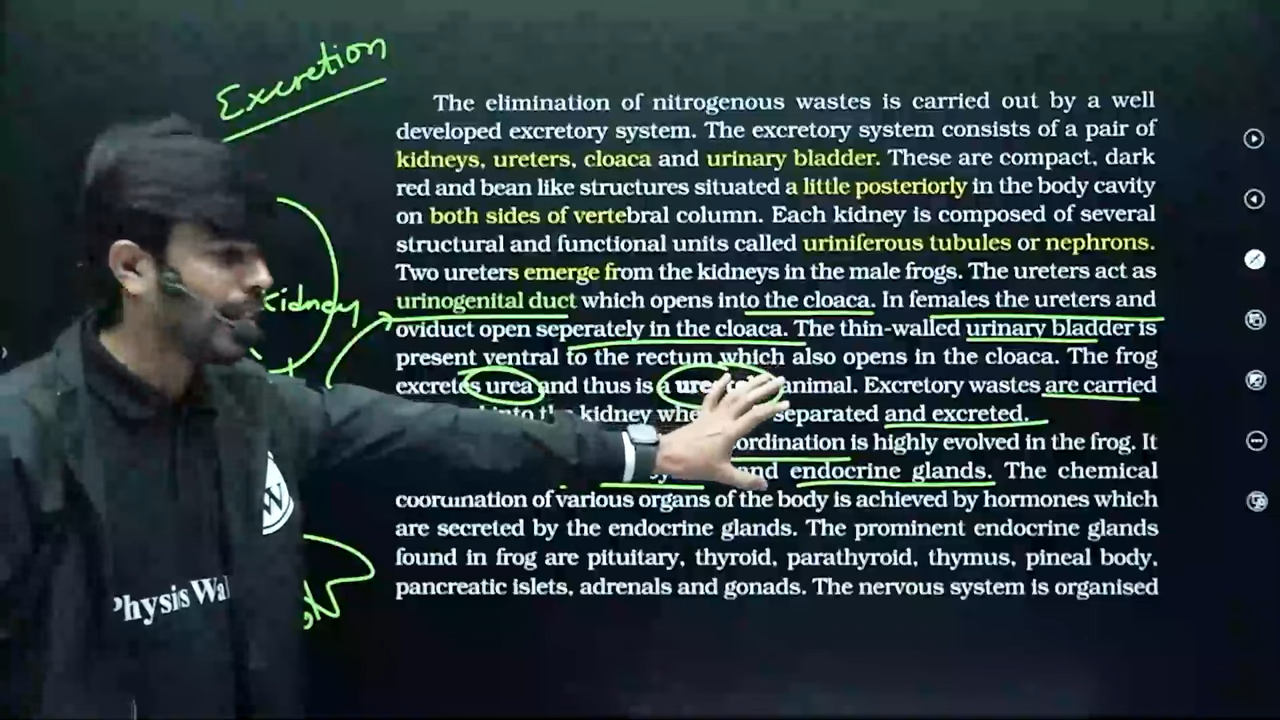 Excretion
The elimination of nitrogenous wastes is carried out by a well
developed excretory system. The excretory system consists of a pair of
kidneys, ureters, cloaca and urinary bladder. These are compact, dark
red and bean like structures situated a little posteriorly in the body cavity
on both sides of vertebral column. Each kidney is composed of several
structural and functional units called uriniferous tubules or nephrons.
Two ureters emerge from the kidneys in the male frogs. The ureters act as
urinogenital duct which opens into the cloaca. In females the ureters and
oviduct open seperately in the cloaca. The thin-walled urinary bladder is
present ventral to the rectum which also opens in the cloaca. The frog
excretes urea and thus is a animal. Excretory wastes are carried
into kidney separated and excreted.
is highly evolved in the frog. It
and endocrine glands. The chemical
coordination of various organs of the body is achieved by hormones which
are secreted by the endocrine glands. The prominent endocrine glands
found in frog are pituitary, thyroid, parathyroid, thymus, pineal body,
pancreatic islets, adrenals and gonads. The nervous system is organised
kidney
W
Physics Wal